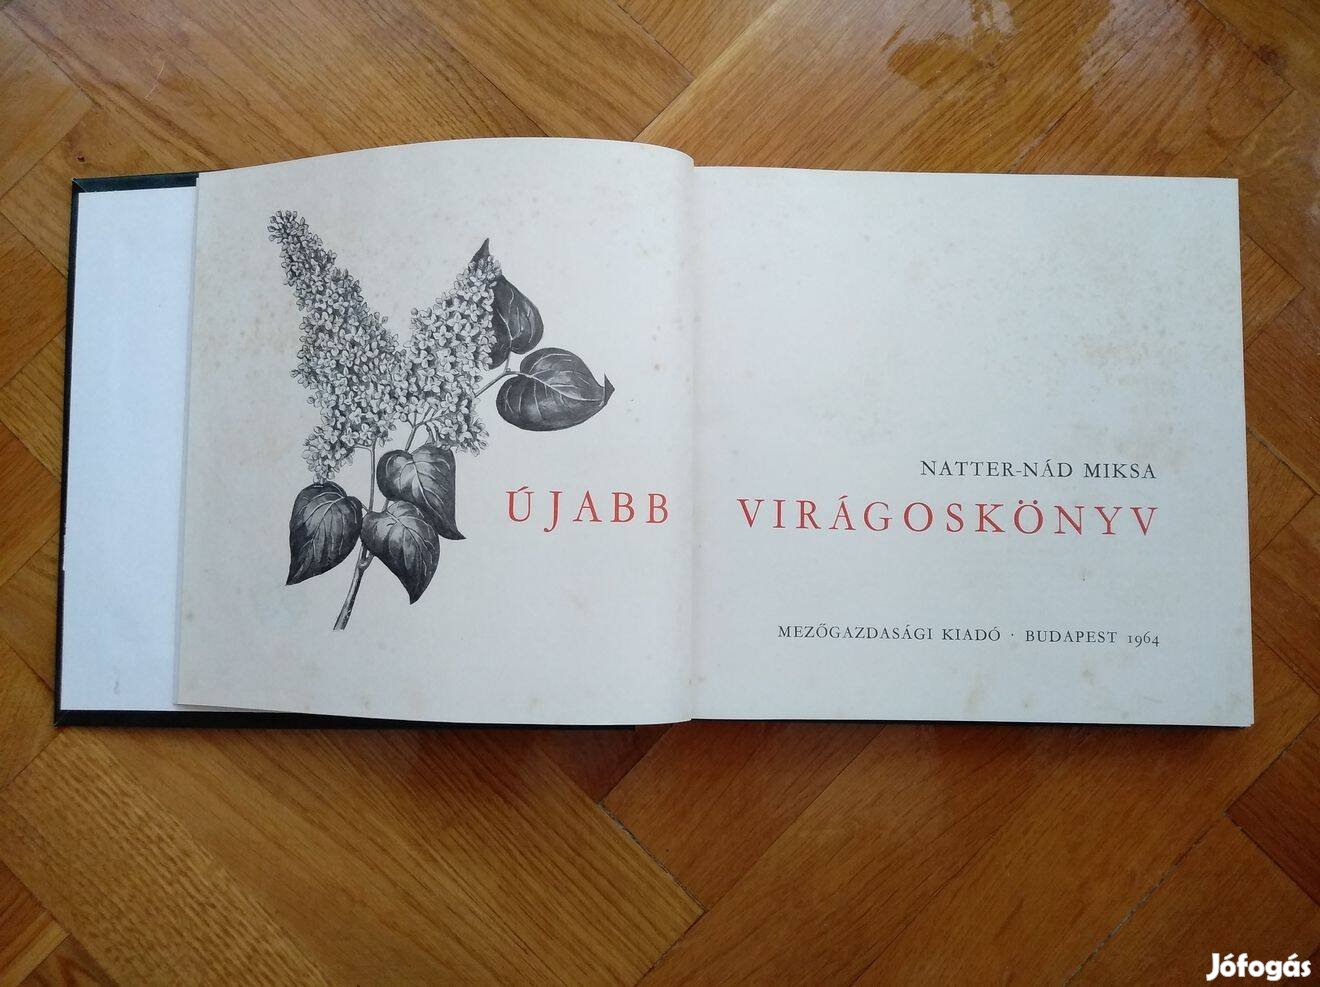 NATTER-NÁD MIKSA
ÚJABB VIRÁGOSKÖNYV
MEZŐGAZDASÁGI KIADÓ · BUDAPEST 1964
Jófogás